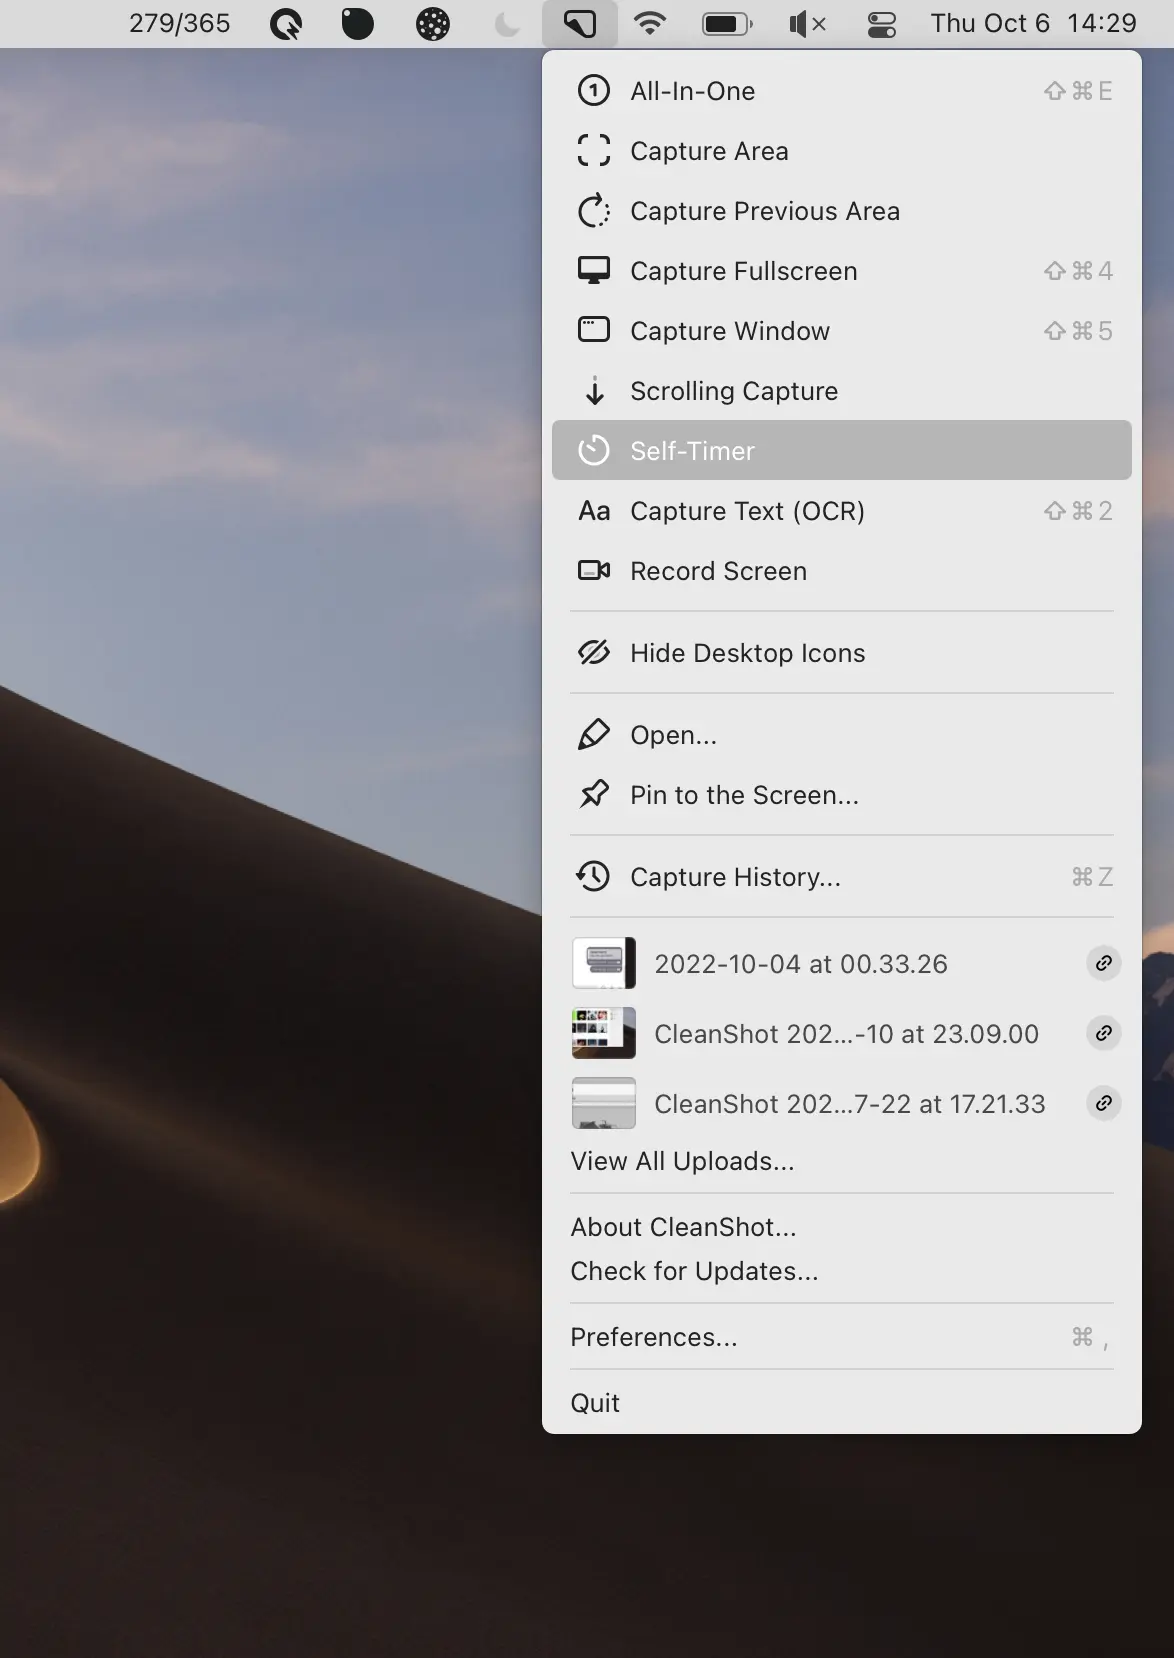 279/365 Thu Oct 6 14:29
All-In-One ⇧⌘E
Capture Area
Capture Previous Area
Capture Fullscreen ⇧⌘4
Capture Window ⇧⌘5
Scrolling Capture
Self-Timer
Aa Capture Text (OCR) ⇧⌘2
Record Screen
Hide Desktop Icons
Open...
Pin to the Screen...
Capture History... ⌘Z
2022-10-04 at 00.33.26
CleanShot 202...-10 at 23.09.00
CleanShot 202...7-22 at 17.21.33
View All Uploads...
About CleanShot...
Check for Updates...
Preferences... ⌘,
Quit